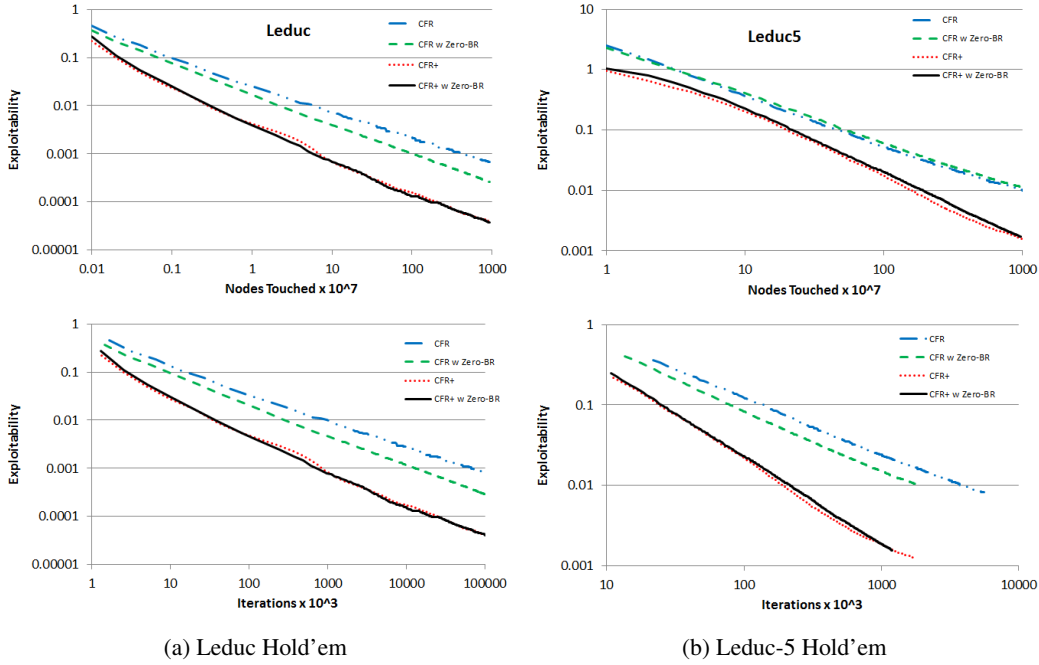 Leduc
Exploitability
1
0.1
0.01
0.001
0.0001
0.00001
0.01
0.1
1
10
100
1000
Nodes Touched x 10^7
CFR
CFR w Zero-BR
CFR+
CFR+ w Zero-BR
Leduc5
Exploitability
10
1
0.1
0.01
0.001
1
10
100
1000
Nodes Touched x 10^7
CFR
CFR w Zero-BR
CFR+
CFR+ w Zero-BR
Exploitability
1
0.1
0.01
0.001
0.0001
0.00001
1
10
100
1000
10000
100000
Iterations x 10^3
CFR
CFR w Zero-BR
CFR+
CFR+ w Zero-BR
Exploitability
1
0.1
0.01
0.001
10
100
1000
10000
Iterations x 10^3
CFR
CFR w Zero-BR
CFR+
CFR+ w Zero-BR
(a) Leduc Hold’em
(b) Leduc-5 Hold’em